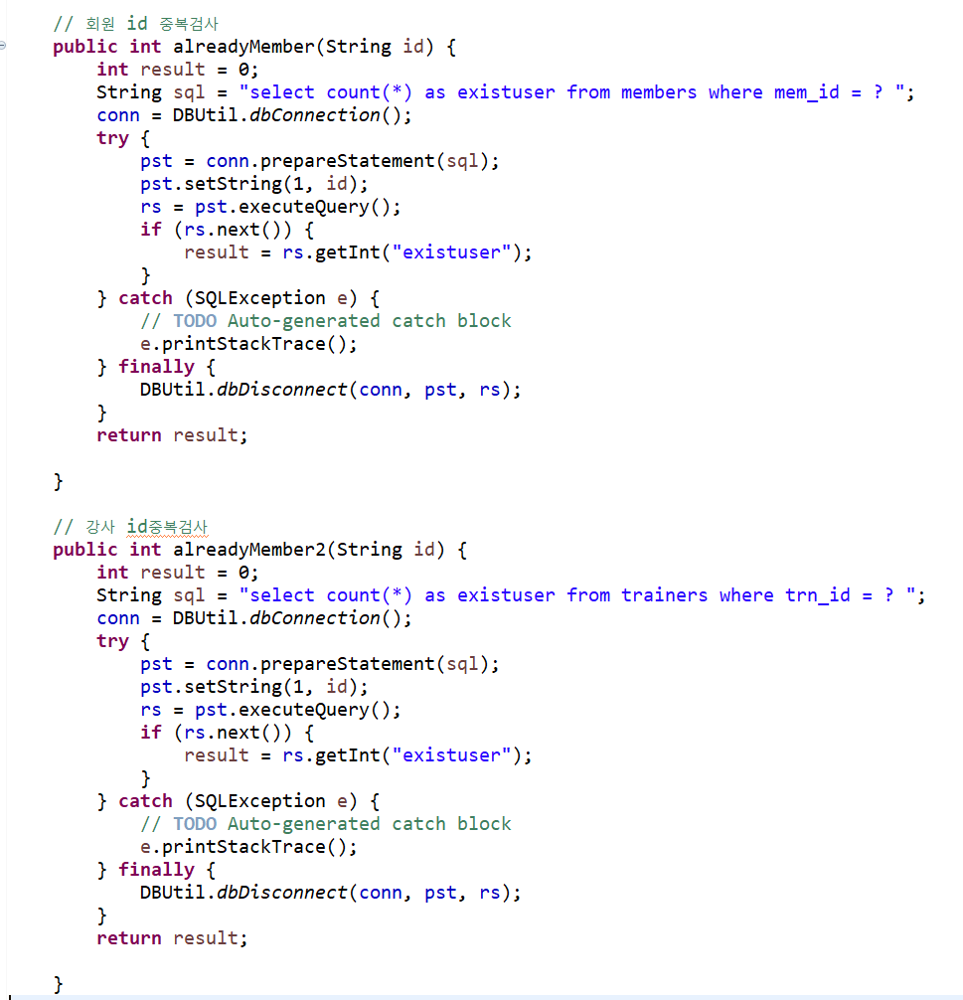 // 회원 id 중복검사
public int alreadyMember(String id) {
int result = 0;
String sql = "select count(*) as existuser from members where mem_id = ? ";
conn = DBUtil.dbConnection();
try {
pst = conn.prepareStatement(sql);
pst.setString(1, id);
rs = pst.executeQuery();
if (rs.next()) {
result = rs.getInt("existuser");
}
} catch (SQLException e) {
// TODO Auto-generated catch block
e.printStackTrace();
} finally {
DBUtil.dbDisconnect(conn, pst, rs);
}
return result;
}
// 강사 id중복검사
public int alreadyMember2(String id) {
int result = 0;
String sql = "select count(*) as existuser from trainers where trn_id = ? ";
conn = DBUtil.dbConnection();
try {
pst = conn.prepareStatement(sql);
pst.setString(1, id);
rs = pst.executeQuery();
if (rs.next()) {
result = rs.getInt("existuser");
}
} catch (SQLException e) {
// TODO Auto-generated catch block
e.printStackTrace();
} finally {
DBUtil.dbDisconnect(conn, pst, rs);
}
return result;
}